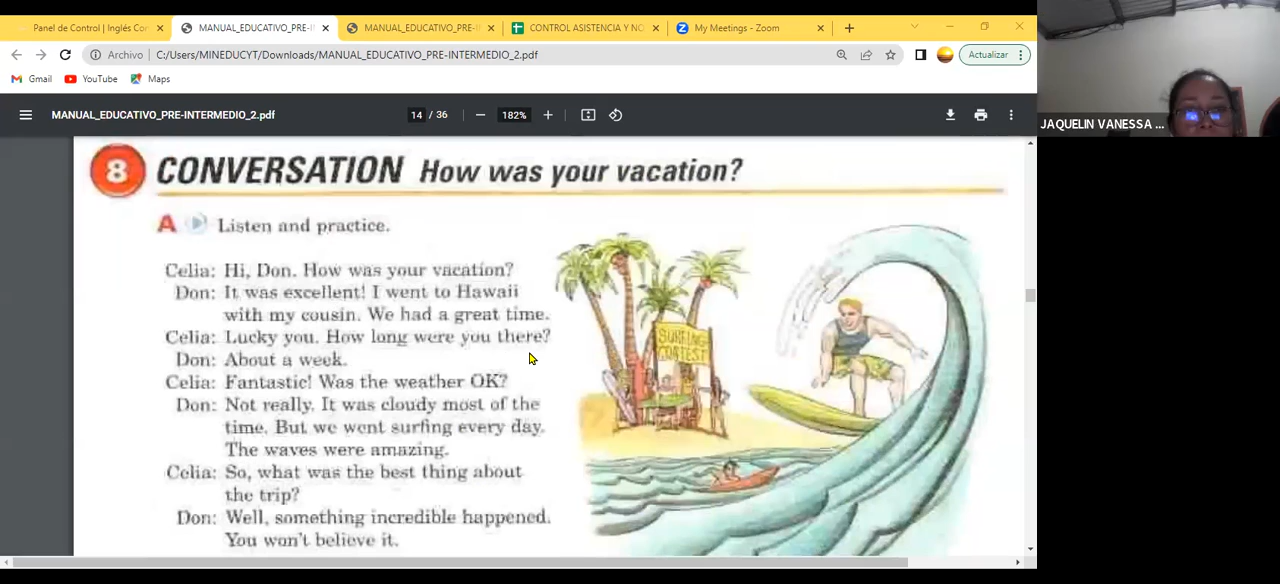 Panel de Control | Inglés Con
MANUAL_EDUCATIVO_PRE-I
MANUAL_EDUCATIVO_PRE-I
CONTROL ASISTENCIA Y NO
My Meetings - Zoom
Archivo
C:/Users/MINEDUCYT/Downloads/MANUAL_EDUCATIVO_PRE-INTERMEDIO_2.pdf
Actualizar
Gmail
YouTube
Maps
MANUAL_EDUCATIVO_PRE-INTERMEDIO_2.pdf
14 / 36
182%
JAQUELIN VANESSA ...
8 CONVERSATION How was your vacation?
A Listen and practice.
Celia: Hi, Don. How was your vacation?
Don: It was excellent! I went to Hawaii
with my cousin. We had a great time.
Celia: Lucky you. How long were you there?
Don: About a week.
Celia: Fantastic! Was the weather OK?
Don: Not really. It was cloudy most of the
time. But we went surfing every day.
The waves were amazing.
Celia: So, what was the best thing about
the trip?
Don: Well, something incredible happened.
You won't believe it.
SURFING
CONTEST